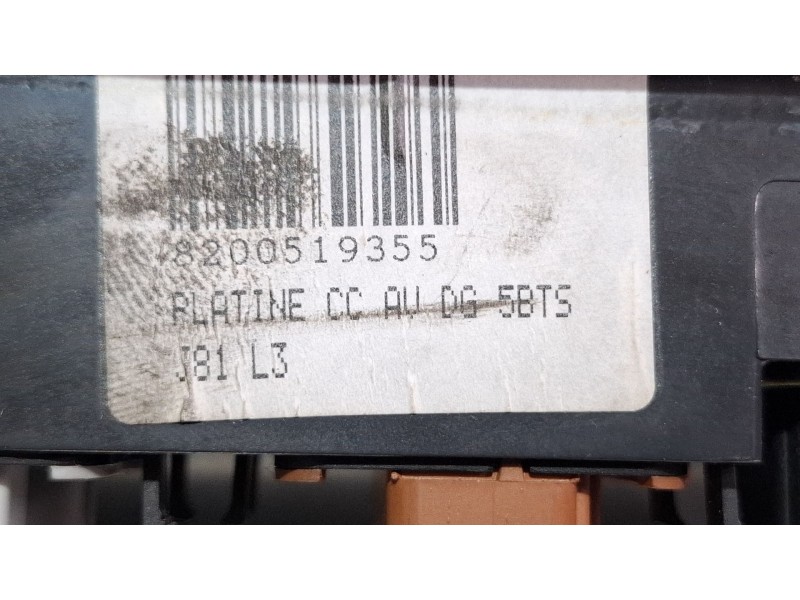 8200519355
PLATINE CC AV DG 5BTS
J81 L3